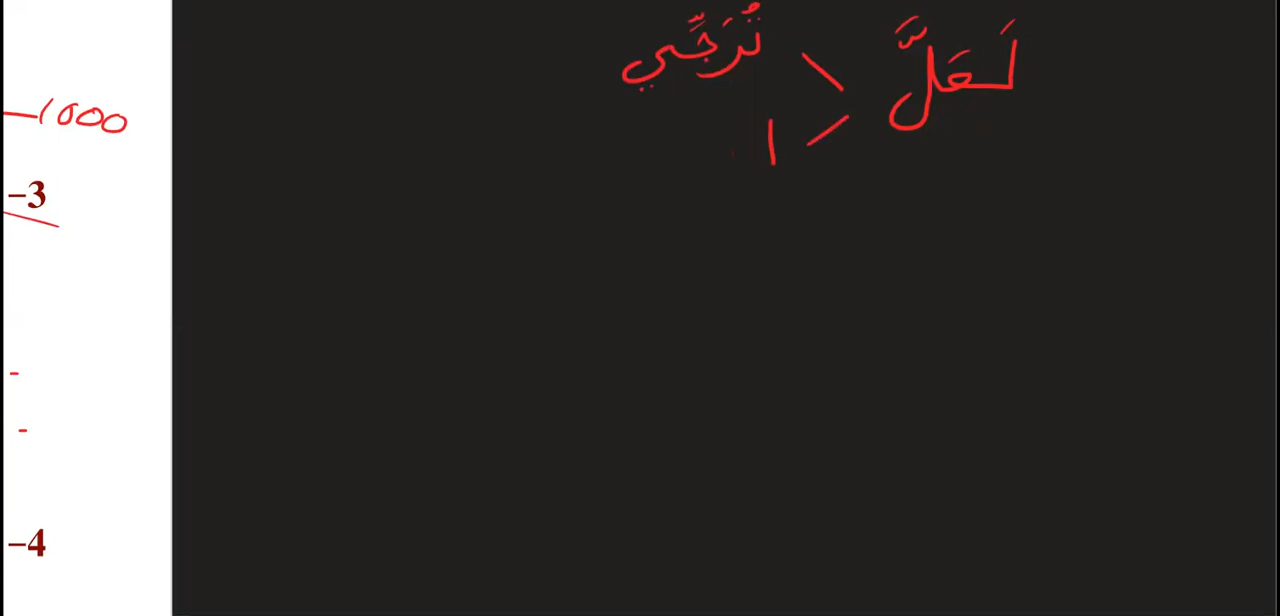 لَعَلَّ < تُرَجِّي
ا
–1000
–3
-
-
–4